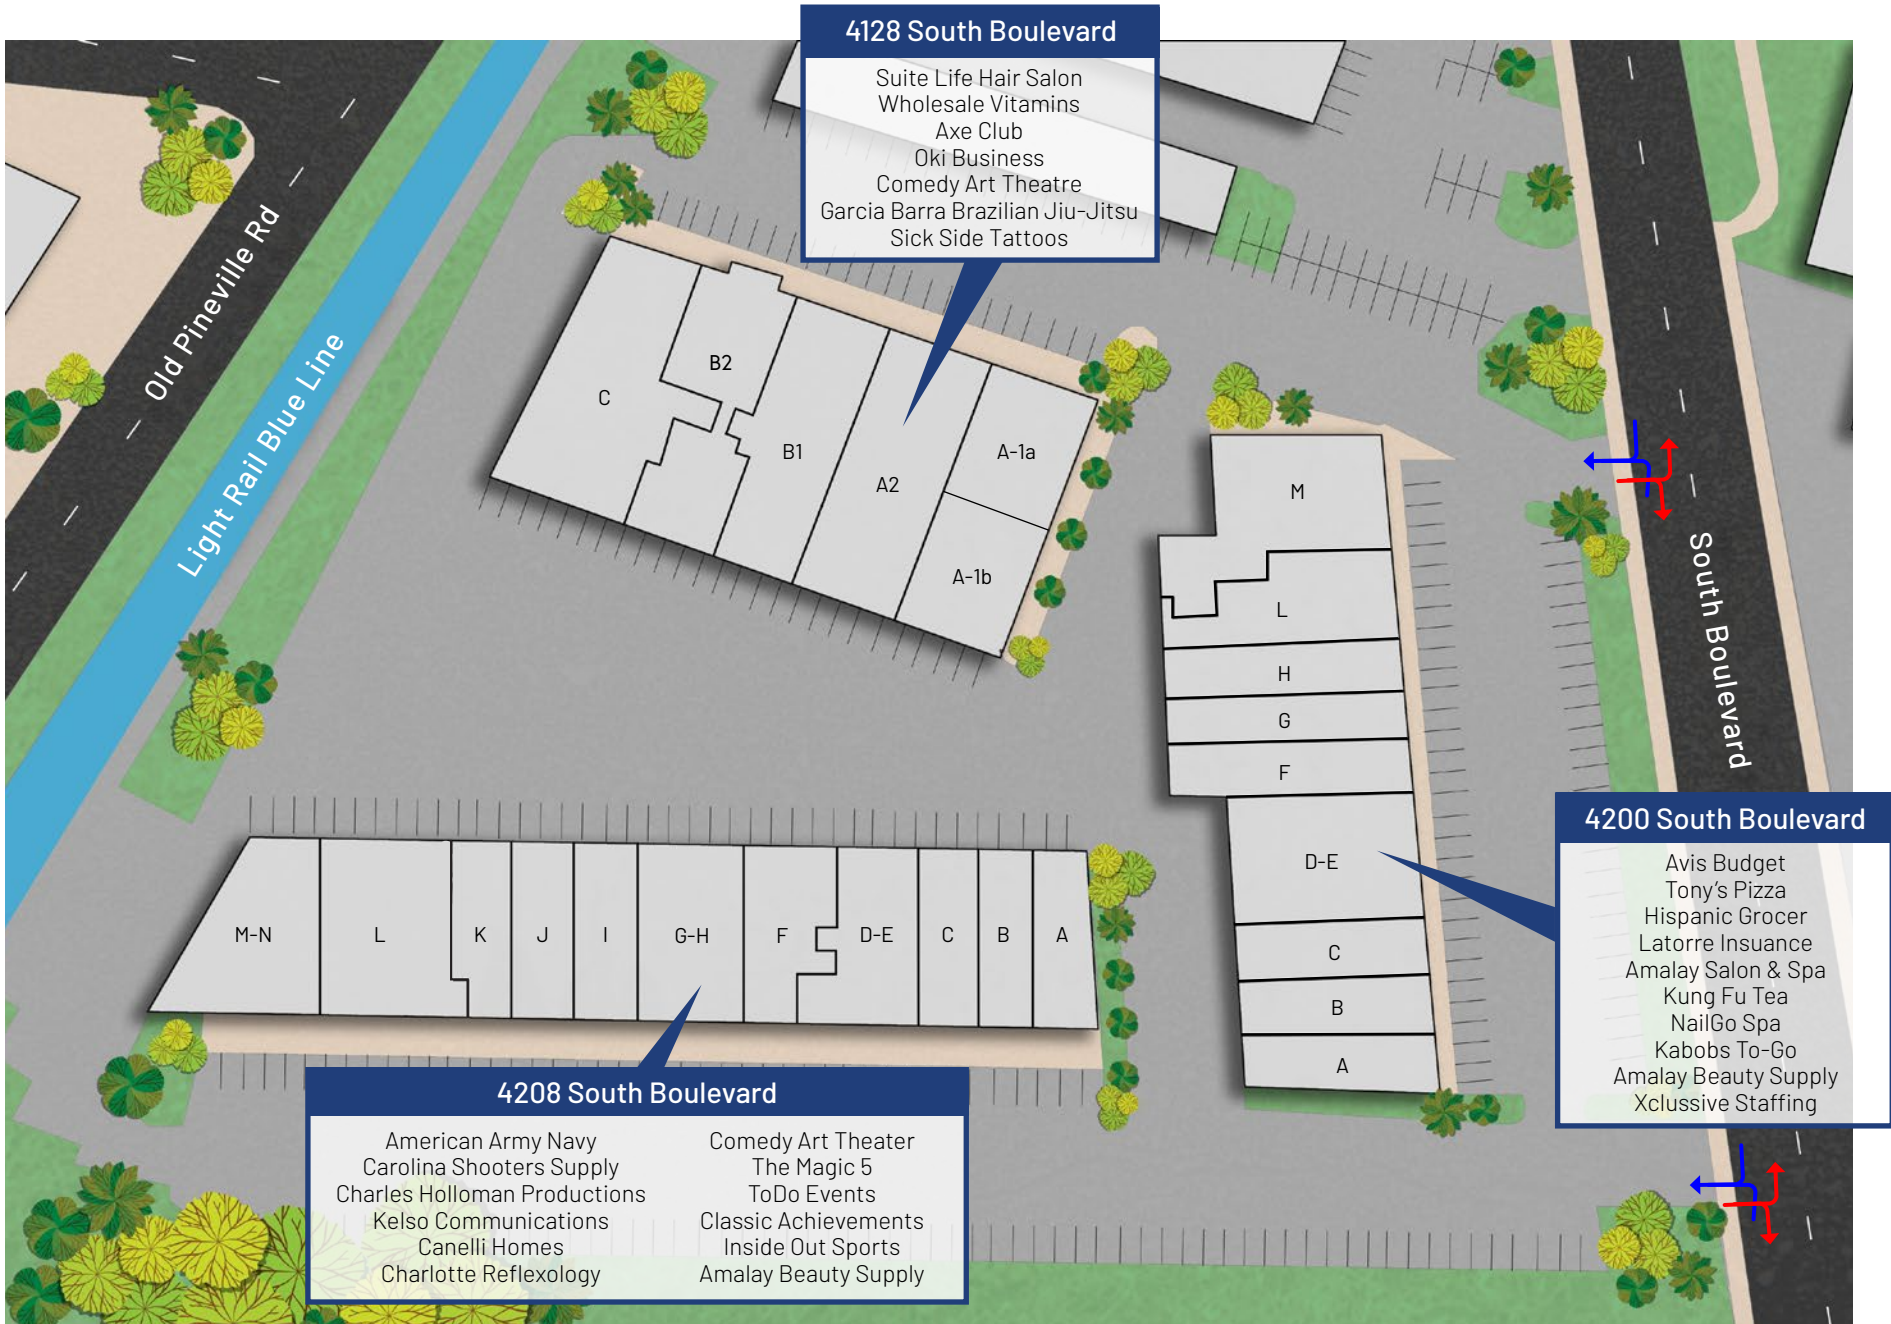 4128 South Boulevard
Suite Life Hair Salon
Wholesale Vitamins
Axe Club
Oki Business
Comedy Art Theatre
Garcia Barra Brazilian Jiu-Jitsu
Sick Side Tattoos
Old Pineville Rd
Light Rail Blue Line
South Boulevard
C
B2
B1
A2
A-1a
A-1b
M
L
H
G
F
D-E
C
B
A
M-N
L
K
J
I
G-H
F
D-E
C
B
A
4200 South Boulevard
Avis Budget
Tony's Pizza
Hispanic Grocer
Latorre Insuance
Amalay Salon & Spa
Kung Fu Tea
NailGo Spa
Kabobs To-Go
Amalay Beauty Supply
Xclussive Staffing
4208 South Boulevard
American Army Navy
Carolina Shooters Supply
Charles Holloman Productions
Kelso Communications
Canelli Homes
Charlotte Reflexology
Comedy Art Theater
The Magic 5
ToDo Events
Classic Achievements
Inside Out Sports
Amalay Beauty Supply